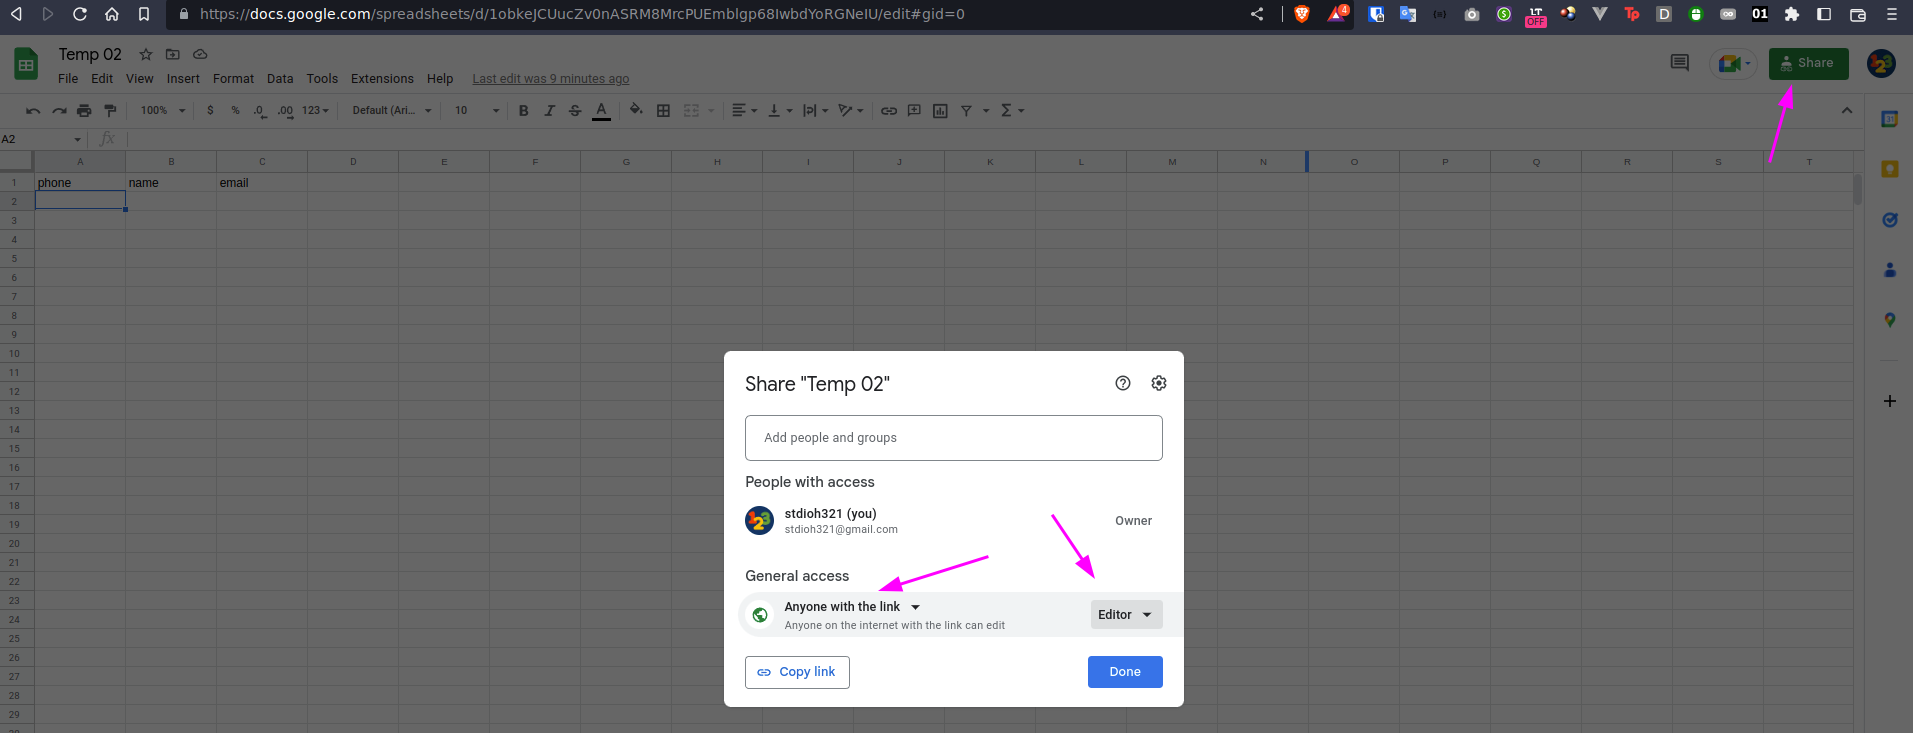 https://docs.google.com/spreadsheets/d/1obkeJCUucZv0nASRM8MrcPUEmblgp68IwbdYoRGNeIU/edit#gid=0
4
LT
OFF
Tp
D
01
Temp 02
File Edit View Insert Format Data Tools Extensions Help Last edit was 9 minutes ago
Share
100% $ % .0 .00 123 Default (Ari... 10 B I S A
A2 fx
A B C D E F G H I J K L M N O P Q R S T
1 phone name email
2
3
4
5
6
7
8
9
10
11
12
13
14
15
16
17
18
19
20
21
22
23
24
25
26
27
28
29
Share "Temp 02"
Add people and groups
People with access
stdioh321 (you)
stdioh321@gmail.com
Owner
General access
Anyone with the link
Anyone on the internet with the link can edit
Editor
Copy link
Done